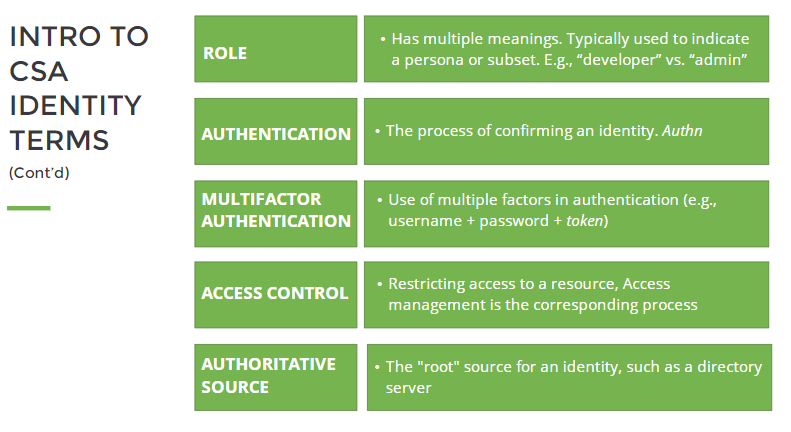 INTRO TO
CSA
IDENTITY
TERMS
(Cont'd)
ROLE
• Has multiple meanings. Typically used to indicate
a persona or subset. E.g., “developer” vs. “admin”
AUTHENTICATION
• The process of confirming an identity. Authn
MULTIFACTOR
AUTHENTICATION
• Use of multiple factors in authentication (e.g.,
username + password + token)
ACCESS CONTROL
• Restricting access to a resource, Access
management is the corresponding process
AUTHORITATIVE
SOURCE
• The "root" source for an identity, such as a directory
server